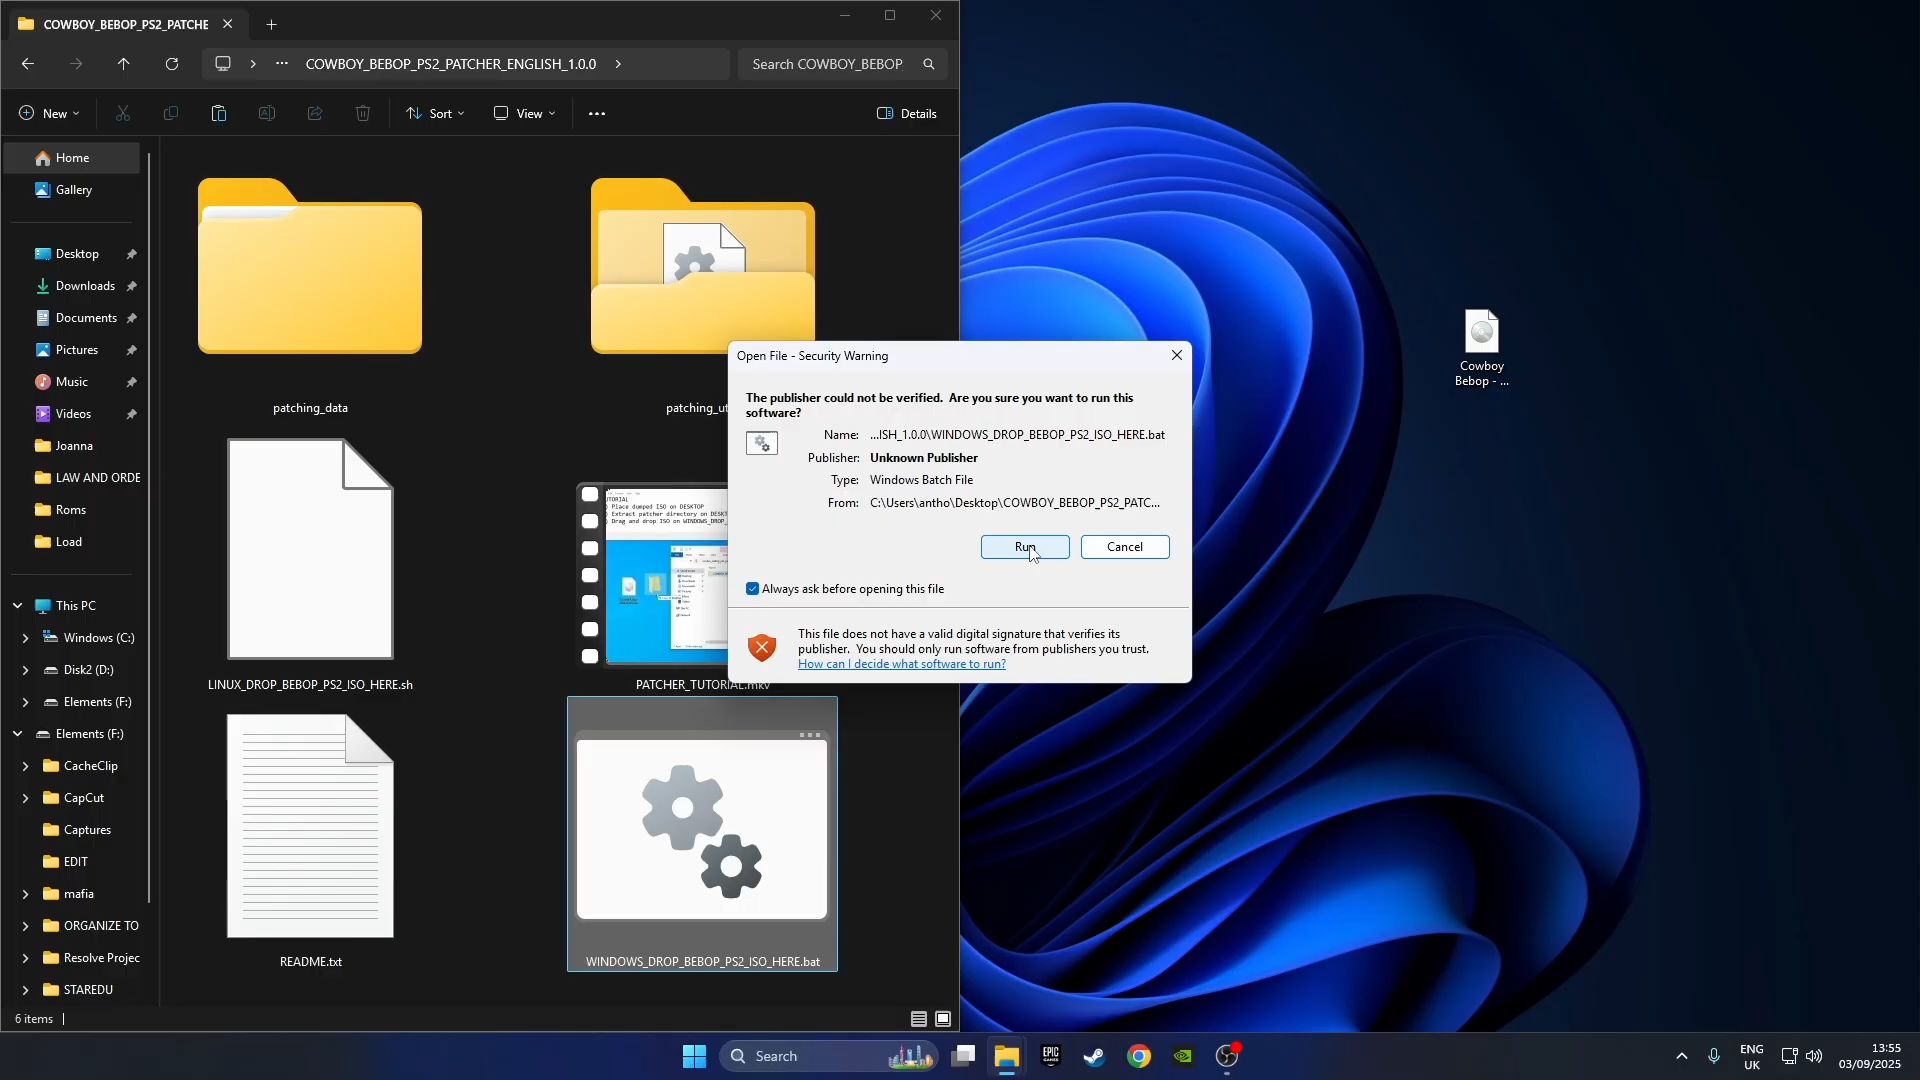 COWBOY_BEBOP_PS2_PATCHE
COWBOY_BEBOP_PS2_PATCHER_ENGLISH_1.0.0
Search COWBOY_BEBOP_
New
Sort
View
Details
Home
Gallery
Desktop
Downloads
Documents
Pictures
Music
Videos
Joanna
LAW AND ORDE
Roms
Load
This PC
Windows (C:)
Disk2 (D:)
Elements (F:)
Elements (F:)
CacheClip
CapCut
Captures
EDIT
mafia
ORGANIZE TO
Resolve Projec
STAREDU
patching_data
patching_ut
LINUX_DROP_BEBOP_PS2_ISO_HERE.sh
Place dumped ISO on DESKTOP
Extract patcher directory on DESKT
Drag and drop ISO on WINDOWS_DROP_
PATCHER_TUTORIAL.mkv
README.txt
WINDOWS_DROP_BEBOP_PS2_ISO_HERE.bat
6 items
Open File - Security Warning
The publisher could not be verified. Are you sure you want to run this
software?
Name: ...ISH_1.0.0\WINDOWS_DROP_BEBOP_PS2_ISO_HERE.bat
Publisher: Unknown Publisher
Type: Windows Batch File
From: C:\Users\antho\Desktop\COWBOY_BEBOP_PS2_PATC...
Run
Cancel
Always ask before opening this file
This file does not have a valid digital signature that verifies its
publisher. You should only run software from publishers you trust.
How can I decide what software to run?
Cowboy
Bebop - ...
Search
EPIC
GAMES
ENG
UK
13:55
03/09/2025